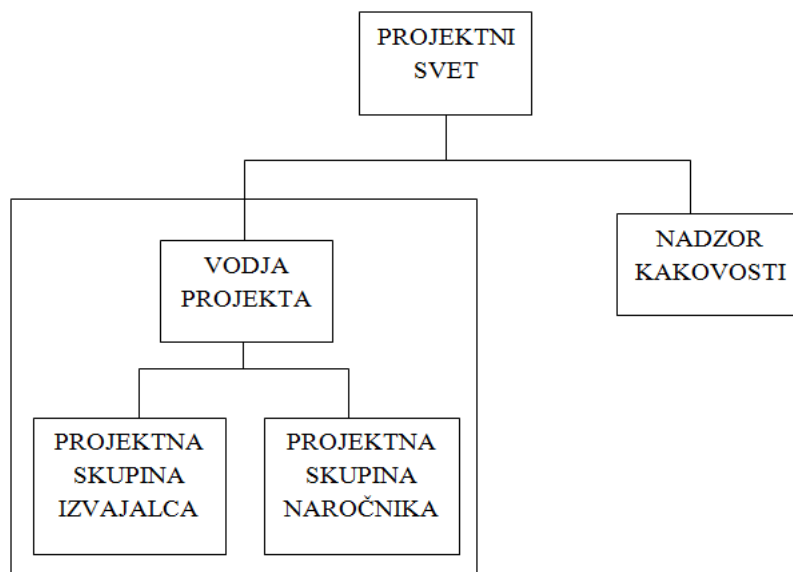 PROJEKTNI
SVET
VODJA
PROJEKTA
NADZOR
KAKOVOSTI
PROJEKTNA
SKUPINA
IZVAJALCA
PROJEKTNA
SKUPINA
NAROČNIKA